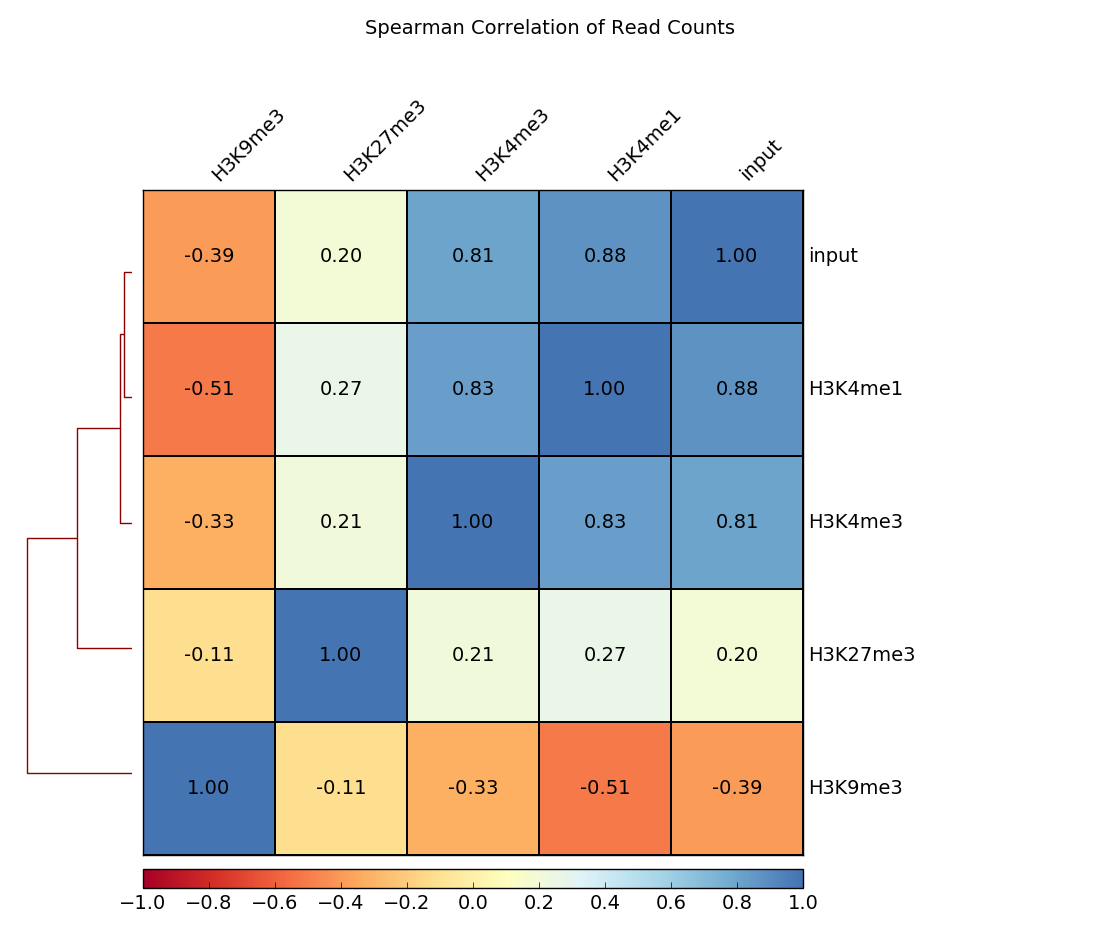 Spearman Correlation of Read Counts
H3K9me3 H3K27me3 H3K4me3 H3K4me1 input
-0.39 0.20 0.81 0.88 1.00 input
-0.51 0.27 0.83 1.00 0.88 H3K4me1
-0.33 0.21 1.00 0.83 0.81 H3K4me3
-0.11 1.00 0.21 0.27 0.20 H3K27me3
1.00 -0.11 -0.33 -0.51 -0.39 H3K9me3
−1.0 −0.8 −0.6 −0.4 −0.2 0.0 0.2 0.4 0.6 0.8 1.0